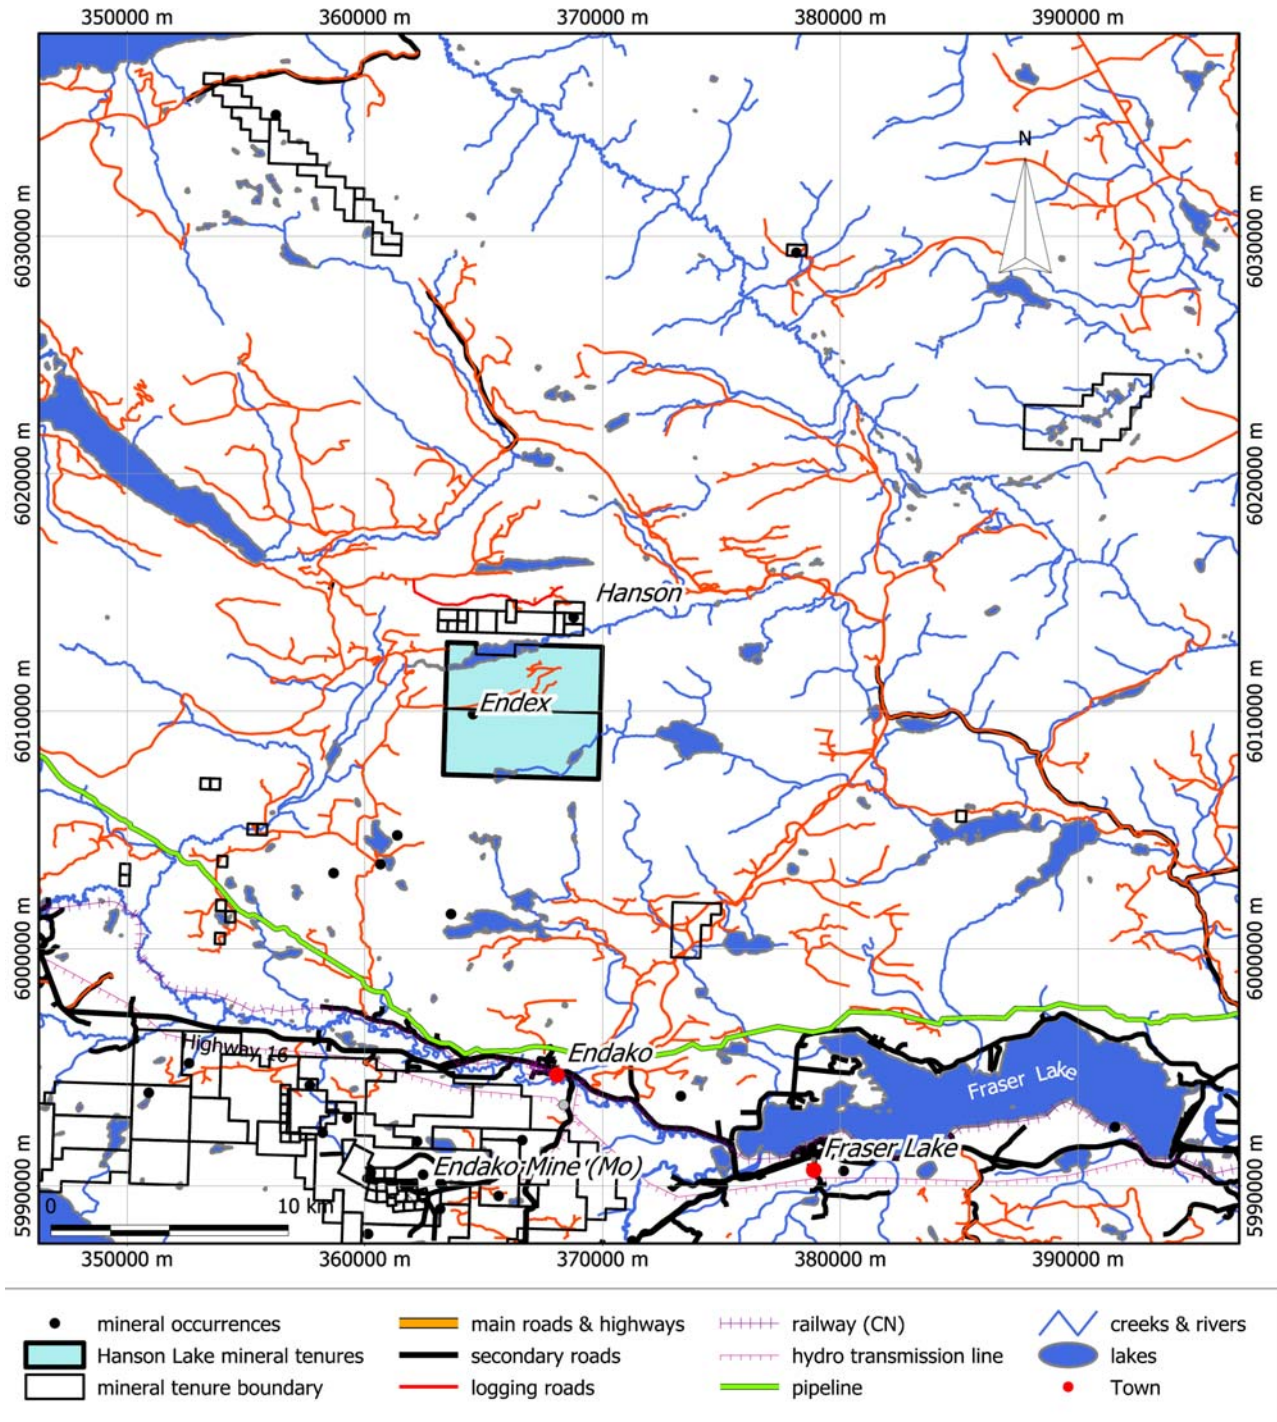 350000 m 360000 m 370000 m 380000 m 390000 m
N
6030000 m 6030000 m
6020000 m 6020000 m
Hanson
Endex
6010000 m 6010000 m
6000000 m 6000000 m
Highway 16
Endako
Fraser Lake
Fraser Lake
Endako Mine (Mo)
5990000 m 5990000 m
0 10 km
350000 m 360000 m 370000 m 380000 m 390000 m
mineral occurrences main roads & highways railway (CN) creeks & rivers
Hanson Lake mineral tenures secondary roads hydro transmission line lakes
mineral tenure boundary logging roads pipeline Town